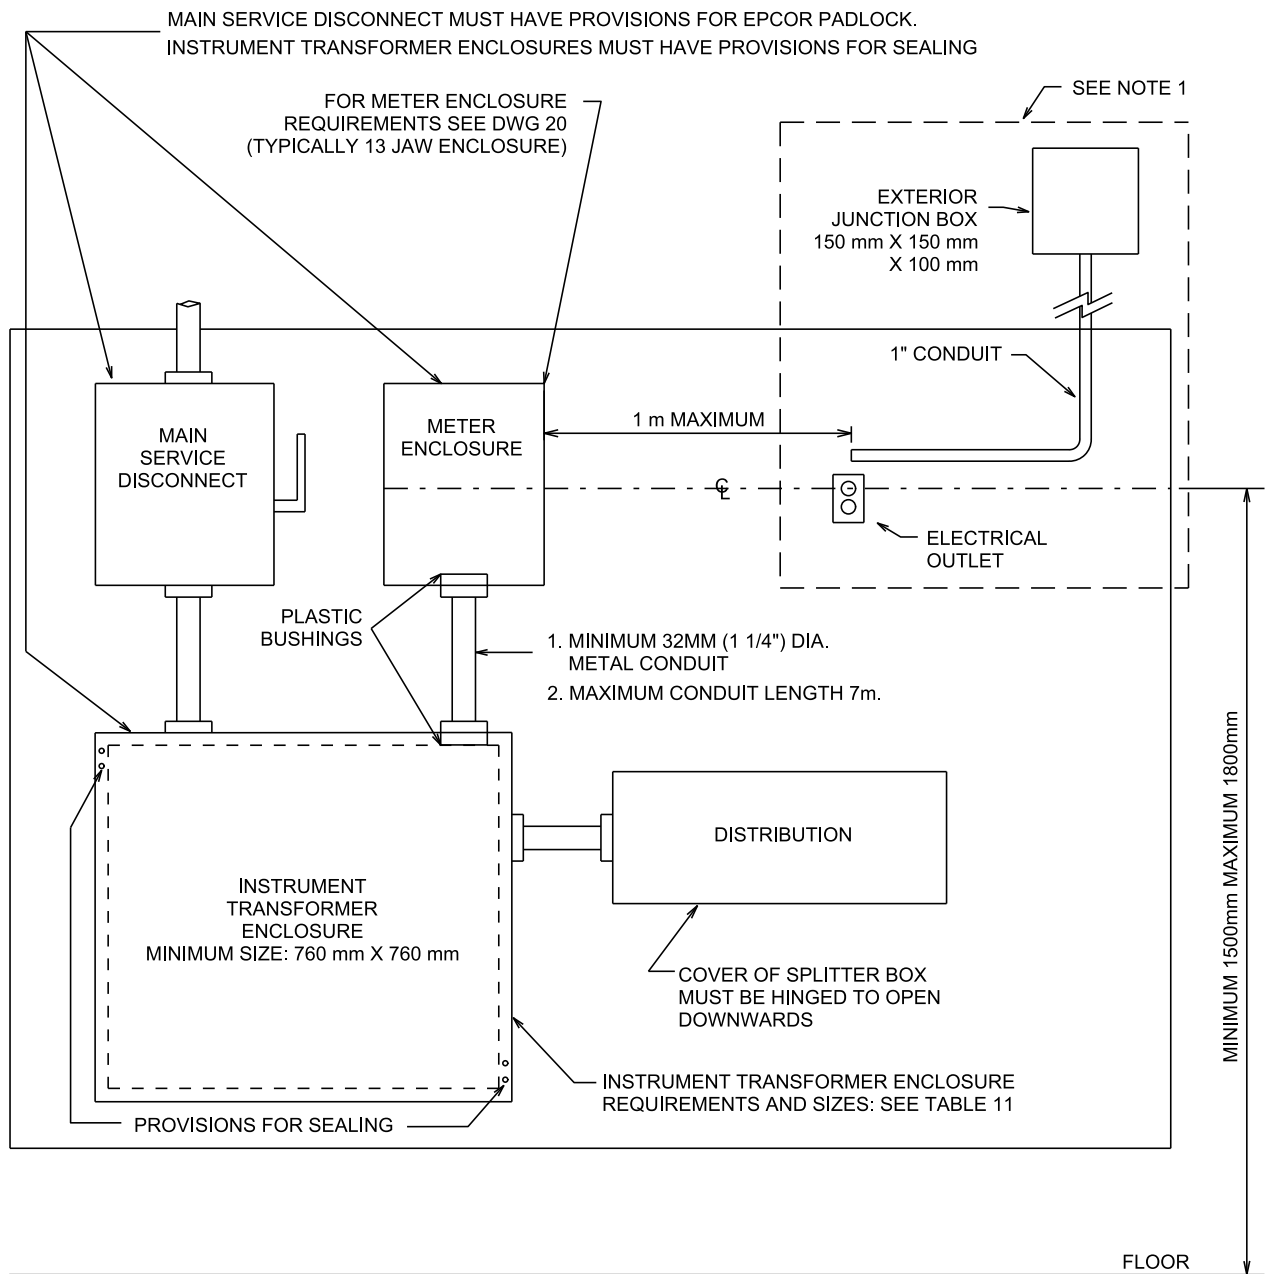 MAIN SERVICE DISCONNECT MUST HAVE PROVISIONS FOR EPCOR PADLOCK.
INSTRUMENT TRANSFORMER ENCLOSURES MUST HAVE PROVISIONS FOR SEALING
FOR METER ENCLOSURE
REQUIREMENTS SEE DWG 20
(TYPICALLY 13 JAW ENCLOSURE)
SEE NOTE 1
EXTERIOR
JUNCTION BOX
150 mm X 150 mm
X 100 mm
1" CONDUIT
1 m MAXIMUM
MAIN
SERVICE
DISCONNECT
METER
ENCLOSURE
CL
ELECTRICAL
OUTLET
PLASTIC
BUSHINGS
1. MINIMUM 32MM (1 1/4") DIA.
METAL CONDUIT
2. MAXIMUM CONDUIT LENGTH 7m.
MINIMUM 1500mm MAXIMUM 1800mm
DISTRIBUTION
INSTRUMENT
TRANSFORMER
ENCLOSURE
MINIMUM SIZE: 760 mm X 760 mm
COVER OF SPLITTER BOX
MUST BE HINGED TO OPEN
DOWNWARDS
INSTRUMENT TRANSFORMER ENCLOSURE
REQUIREMENTS AND SIZES: SEE TABLE 11
PROVISIONS FOR SEALING
FLOOR